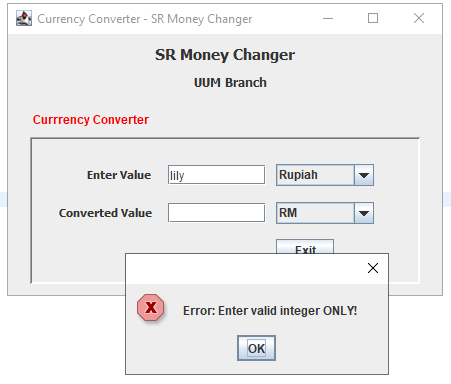 Currency Converter - SR Money Changer
SR Money Changer
UUM Branch
Currrency Converter
Enter Value lily Rupiah
Converted Value RM
Exit
X
Error: Enter valid integer ONLY!
OK